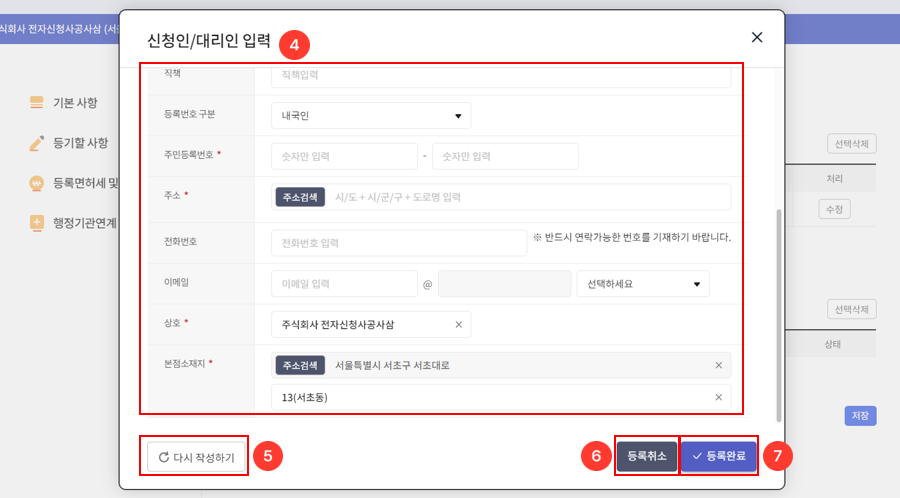 식회사 전자신청사공사삼 (서초
신청인/대리인 입력
4
기본 사항
등기할 사항
등록면허세 및
행정기관연계
직책
직책입력
등록번호 구분
내국인
주민등록번호 *
숫자만 입력 - 숫자만 입력
주소 *
주소검색 시/도 + 시/군/구 + 도로명 입력
전화번호
전화번호 입력
※ 반드시 연락가능한 번호를 기재하기 바랍니다.
이메일
이메일 입력 @ 선택하세요
상호 *
주식회사 전자신청사공사삼
본점소재지 *
주소검색 서울특별시 서초구 서초대로
13(서초동)
선택삭제
처리
수정
선택삭제
상태
저장
다시 작성하기
5
6
등록취소
등록완료
7